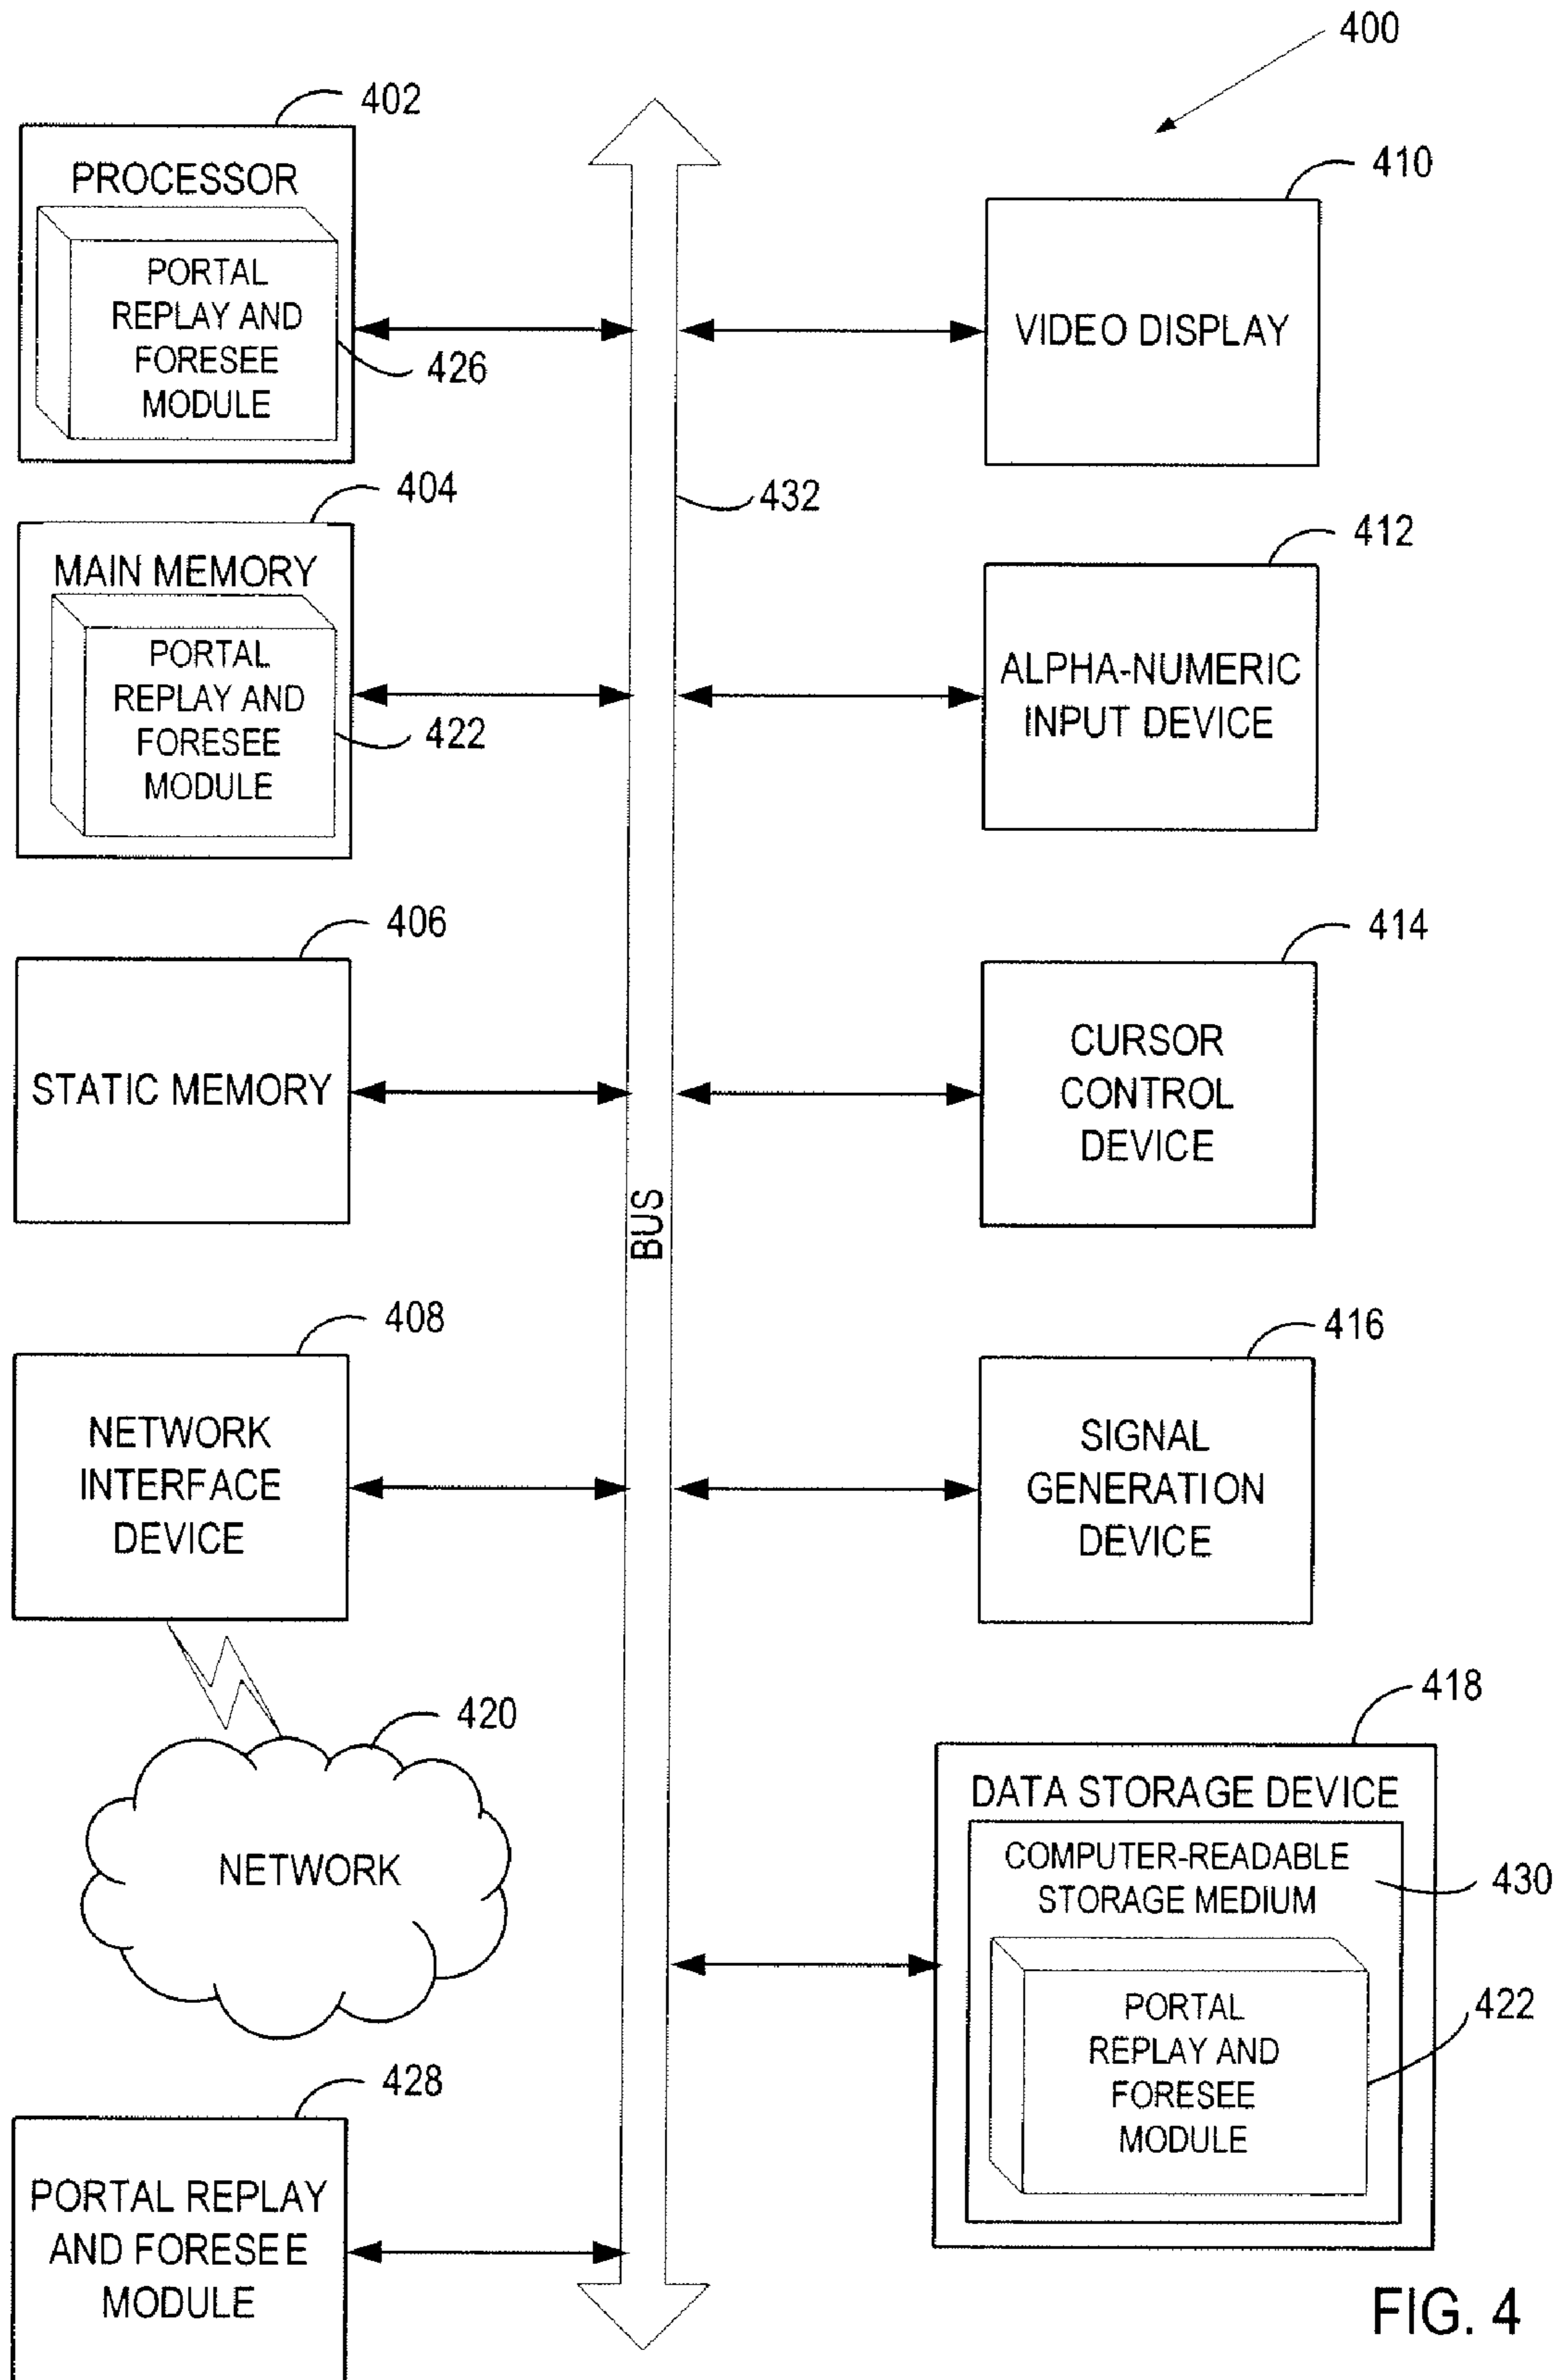 400
402
PROCESSOR
PORTAL
REPLAY AND
FORESEE
MODULE
426
410
VIDEO DISPLAY
432
404
MAIN MEMORY
PORTAL
REPLAY AND
FORESEE
MODULE
422
412
ALPHA-NUMERIC
INPUT DEVICE
406
STATIC MEMORY
414
CURSOR
CONTROL
DEVICE
BUS
408
NETWORK
INTERFACE
DEVICE
416
SIGNAL
GENERATION
DEVICE
420
NETWORK
418
DATA STORAGE DEVICE
COMPUTER-READABLE
STORAGE MEDIUM
430
PORTAL
REPLAY AND
FORESEE
MODULE
422
428
PORTAL REPLAY
AND FORESEE
MODULE
FIG. 4